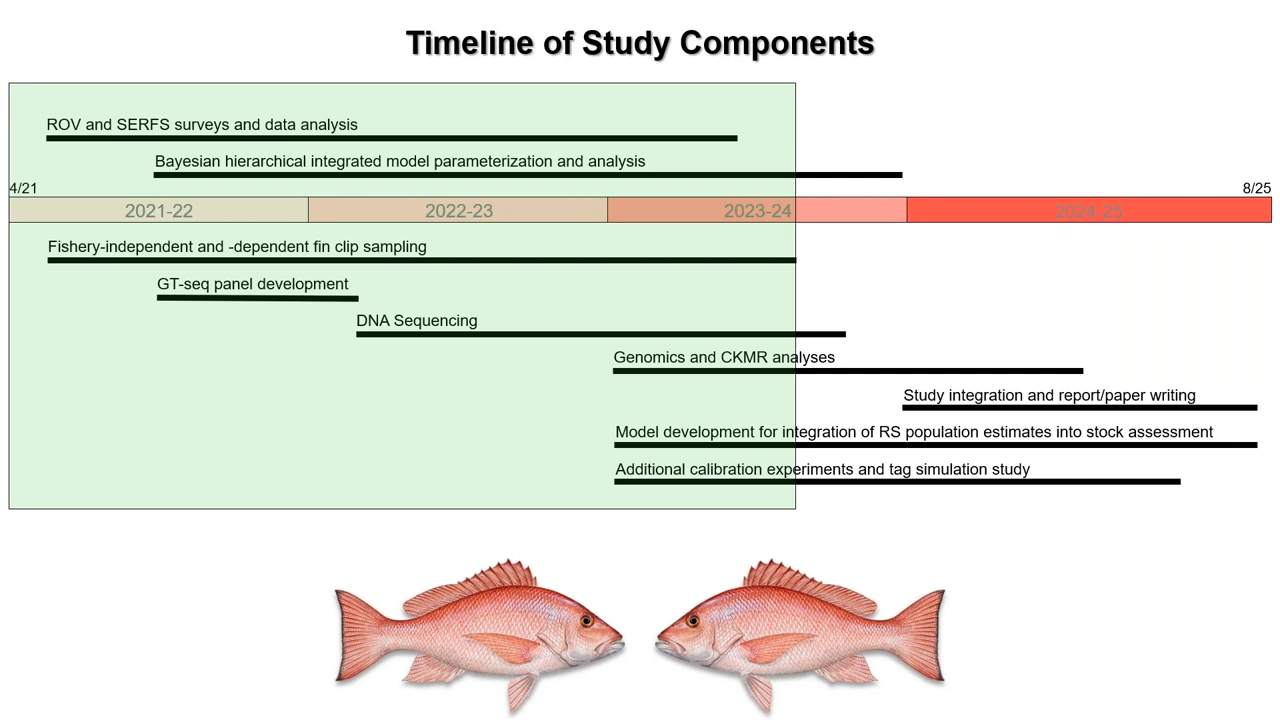 Timeline of Study Components
ROV and SERFS surveys and data analysis
Bayesian hierarchical integrated model parameterization and analysis
4/21
8/25
2021-22
2022-23
2023-24
2024-25
Fishery-independent and -dependent fin clip sampling
GT-seq panel development
DNA Sequencing
Genomics and CKMR analyses
Study integration and report/paper writing
Model development for integration of RS population estimates into stock assessment
Additional calibration experiments and tag simulation study